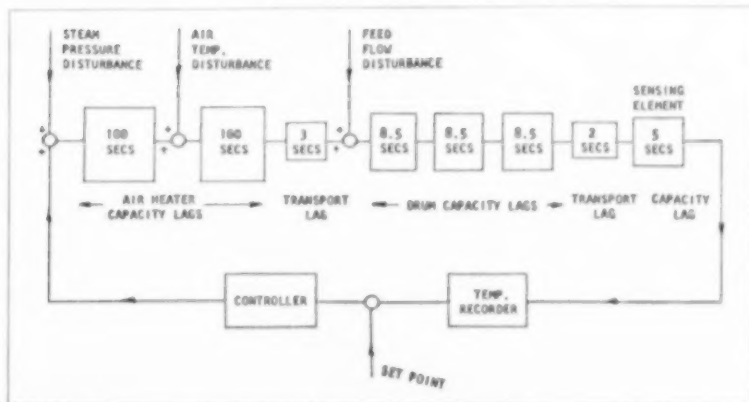 STEAM
PRESSURE
DISTURBANCE
AIR
TEMP.
DISTURBANCE
FEED
FLOW
DISTURBANCE
SENSING
ELEMENT
100
SECS
100
SECS
3
SECS
8.5
SECS
8.5
SECS
8.5
SECS
2
SECS
5
SECS
AIR HEATER
CAPACITY LAGS
TRANSPORT
LAG
DRUM CAPACITY LAGS
TRANSPORT
LAG
CAPACITY
LAG
CONTROLLER
TEMP.
RECORDER
SET POINT